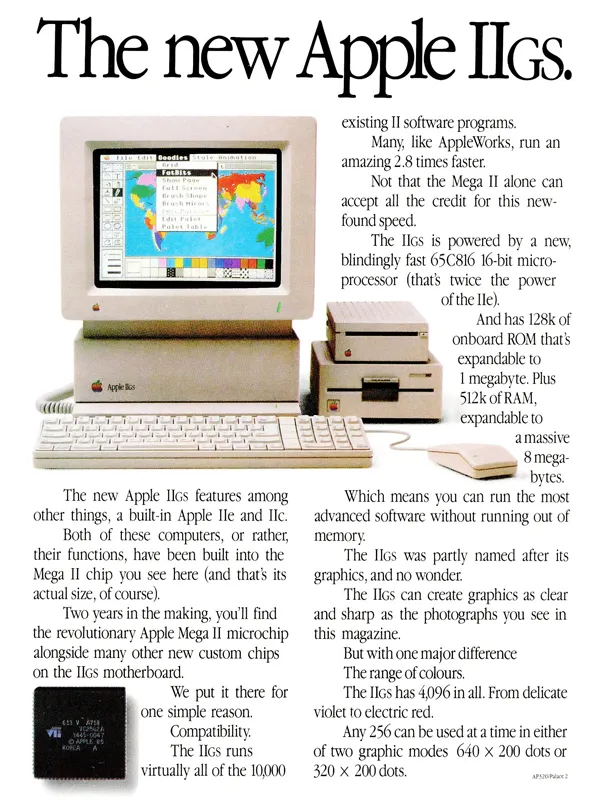 The new Apple IIGS.
File Edit Doodles Style Animation
Grid
FatBits
Show Page
Full Screen
Brush Shape
Brush Mirrors
Edit Palet
Palet Table
Apple IIGS
The new Apple IIGS features among
other things, a built-in Apple IIe and IIc.
Both of these computers, or rather,
their functions, have been built into the
Mega II chip you see here (and that's its
actual size, of course).
Two years in the making, you'll find
the revolutionary Apple Mega II microchip
alongside many other new custom chips
on the IIGS motherboard.
We put it there for
one simple reason.
Compatibility.
The IIGS runs
virtually all of the 10,000
VTI
© APPLE 85
KOREA A
existing II software programs.
Many, like AppleWorks, run an
amazing 2.8 times faster.
Not that the Mega II alone can
accept all the credit for this new-
found speed.
The IIGS is powered by a new,
blindingly fast 65C816 16-bit micro-
processor (that's twice the power
of the IIe).
And has 128k of
onboard ROM that's
expandable to
1 megabyte. Plus
512k of RAM,
expandable to
a massive
8 mega-
bytes.
Which means you can run the most
advanced software without running out of
memory.
The IIGS was partly named after its
graphics, and no wonder.
The IIGS can create graphics as clear
and sharp as the photographs you see in
this magazine.
But with one major difference
The range of colours.
The IIGS has 4,096 in all. From delicate
violet to electric red.
Any 256 can be used at a time in either
of two graphic modes 640 × 200 dots or
320 × 200 dots.
AP320/Palace 2